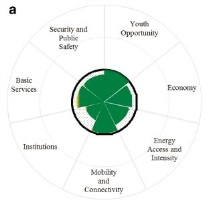 a
Youth
Opportunity
Security and
Public
Safety
Basic
Services
Economy
Institutions
Energy
Access and
Intensity
Mobility
and
Connectivity